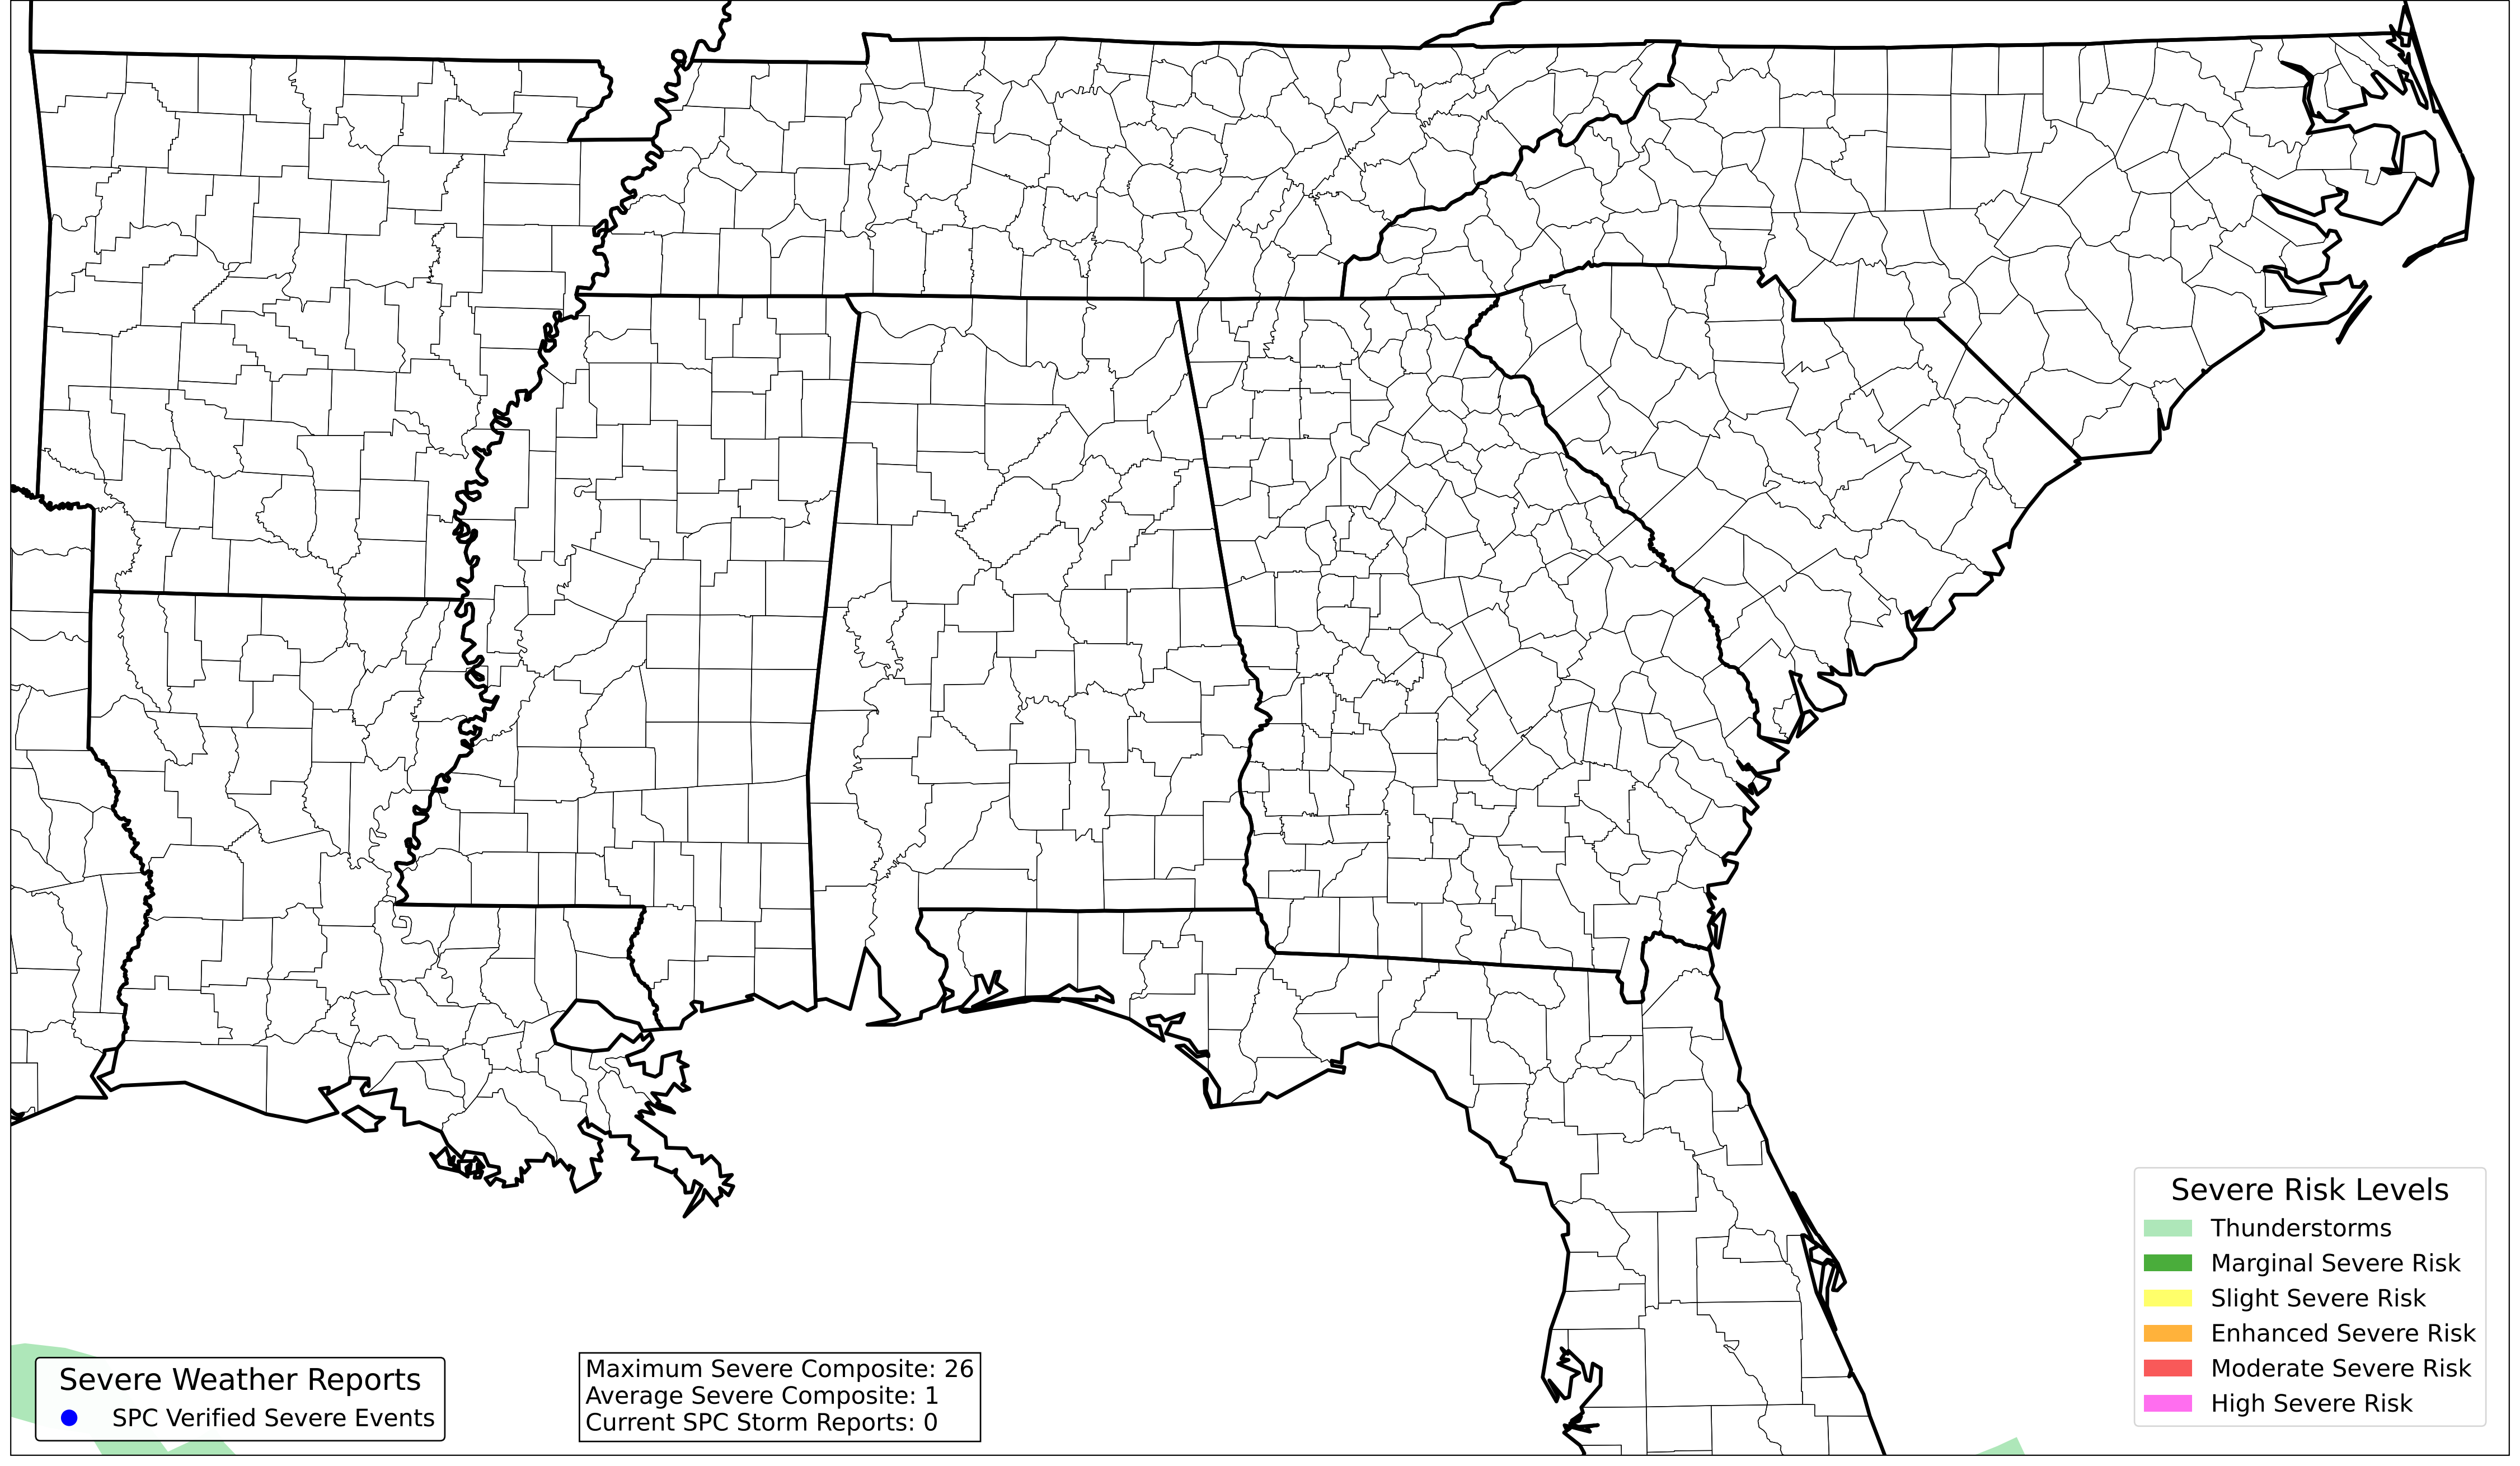 Severe Weather Reports
SPC Verified Severe Events
Maximum Severe Composite: 26
Average Severe Composite: 1
Current SPC Storm Reports: 0
Severe Risk Levels
Thunderstorms
Marginal Severe Risk
Slight Severe Risk
Enhanced Severe Risk
Moderate Severe Risk
High Severe Risk